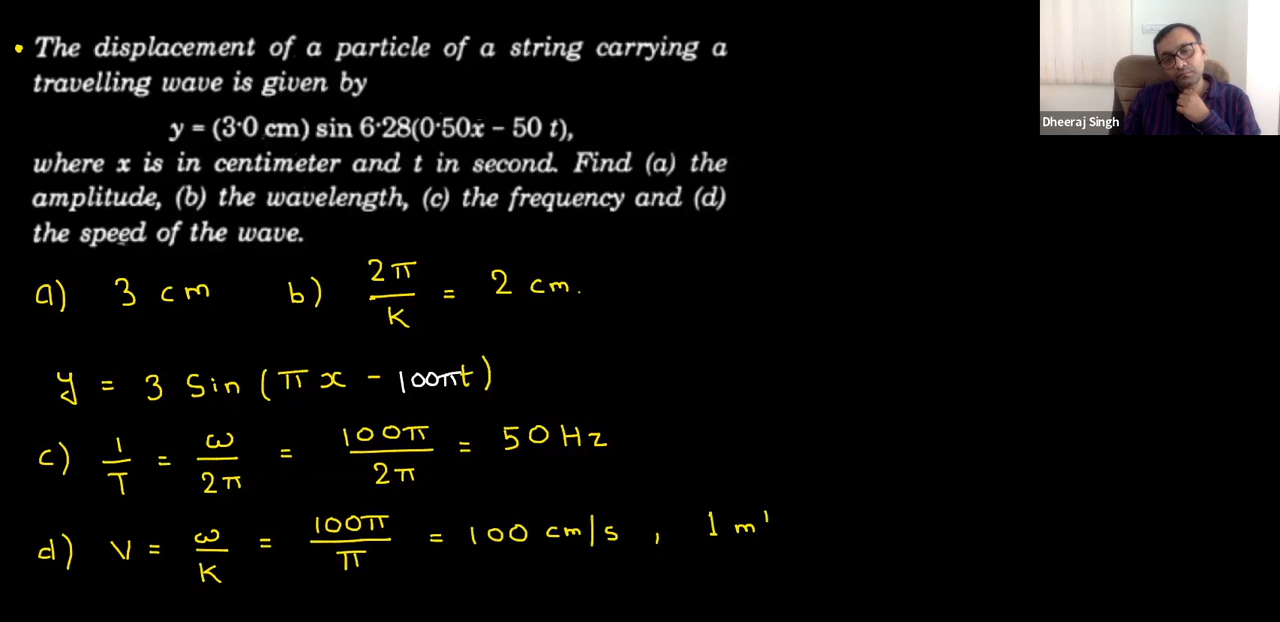 • The displacement of a particle of a string carrying a
travelling wave is given by
y = (3·0 cm) sin 6·28(0·50x – 50 t),
where x is in centimeter and t in second. Find (a) the
amplitude, (b) the wavelength, (c) the frequency and (d)
the speed of the wave.
Dheeraj Singh
a) 3 cm b) 2π/K = 2 cm.
y = 3 Sin (π x – 100πt)
c) 1/T = ω/2π = 100π/2π = 50 Hz
d) V = ω/K = 100π/π = 100 cm/s , 1 m'